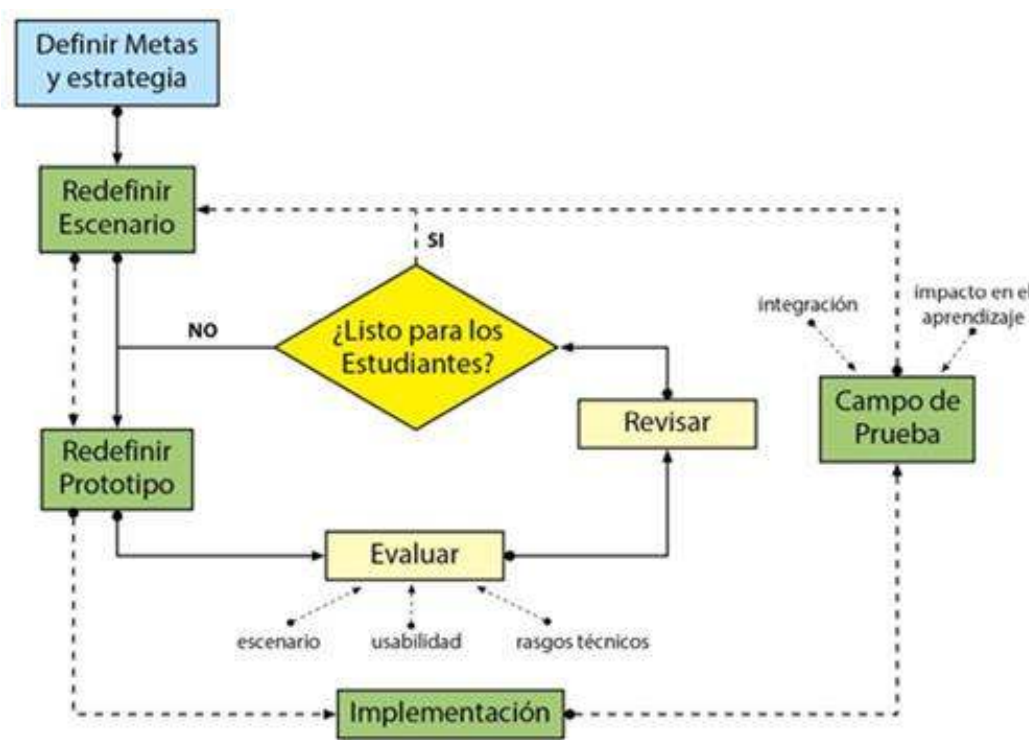 Definir Metas
y estrategia
Redefinir
Escenario
SI
NO
¿Listo para los
Estudiantes?
integración
impacto en el
aprendizaje
Campo de
Prueba
Revisar
Redefinir
Prototipo
Evaluar
escenario
usabilidad
rasgos técnicos
Implementación